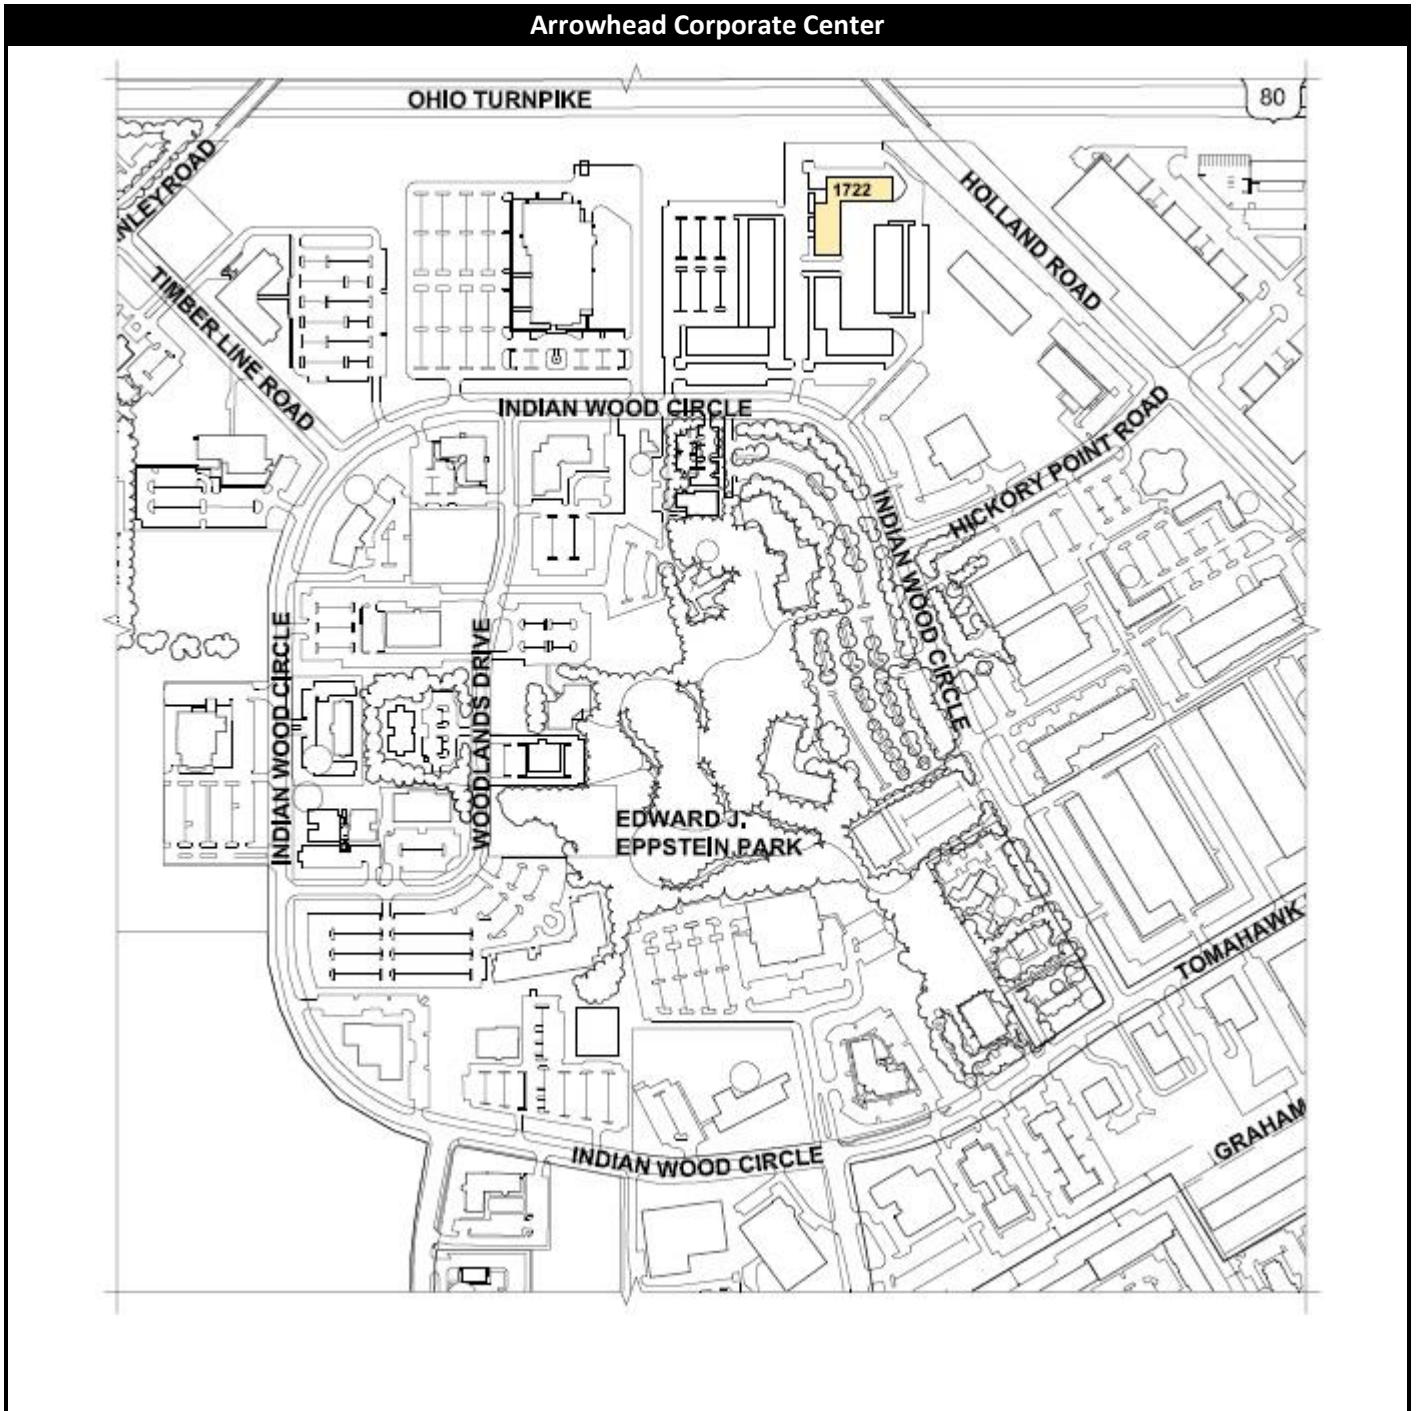 Arrowhead Corporate Center
OHIO TURNPIKE
80
NLEY ROAD
1722
HOLLAND ROAD
TIMBER LINE ROAD
INDIAN WOOD CIRCLE
HICKORY POINT ROAD
INDIAN WOOD CIRCLE
INDIAN WOOD CIRCLE
WOODLANDS DRIVE
EDWARD J.
EPPSTEIN PARK
TOMAHAWK
GRAHAM
INDIAN WOOD CIRCLE